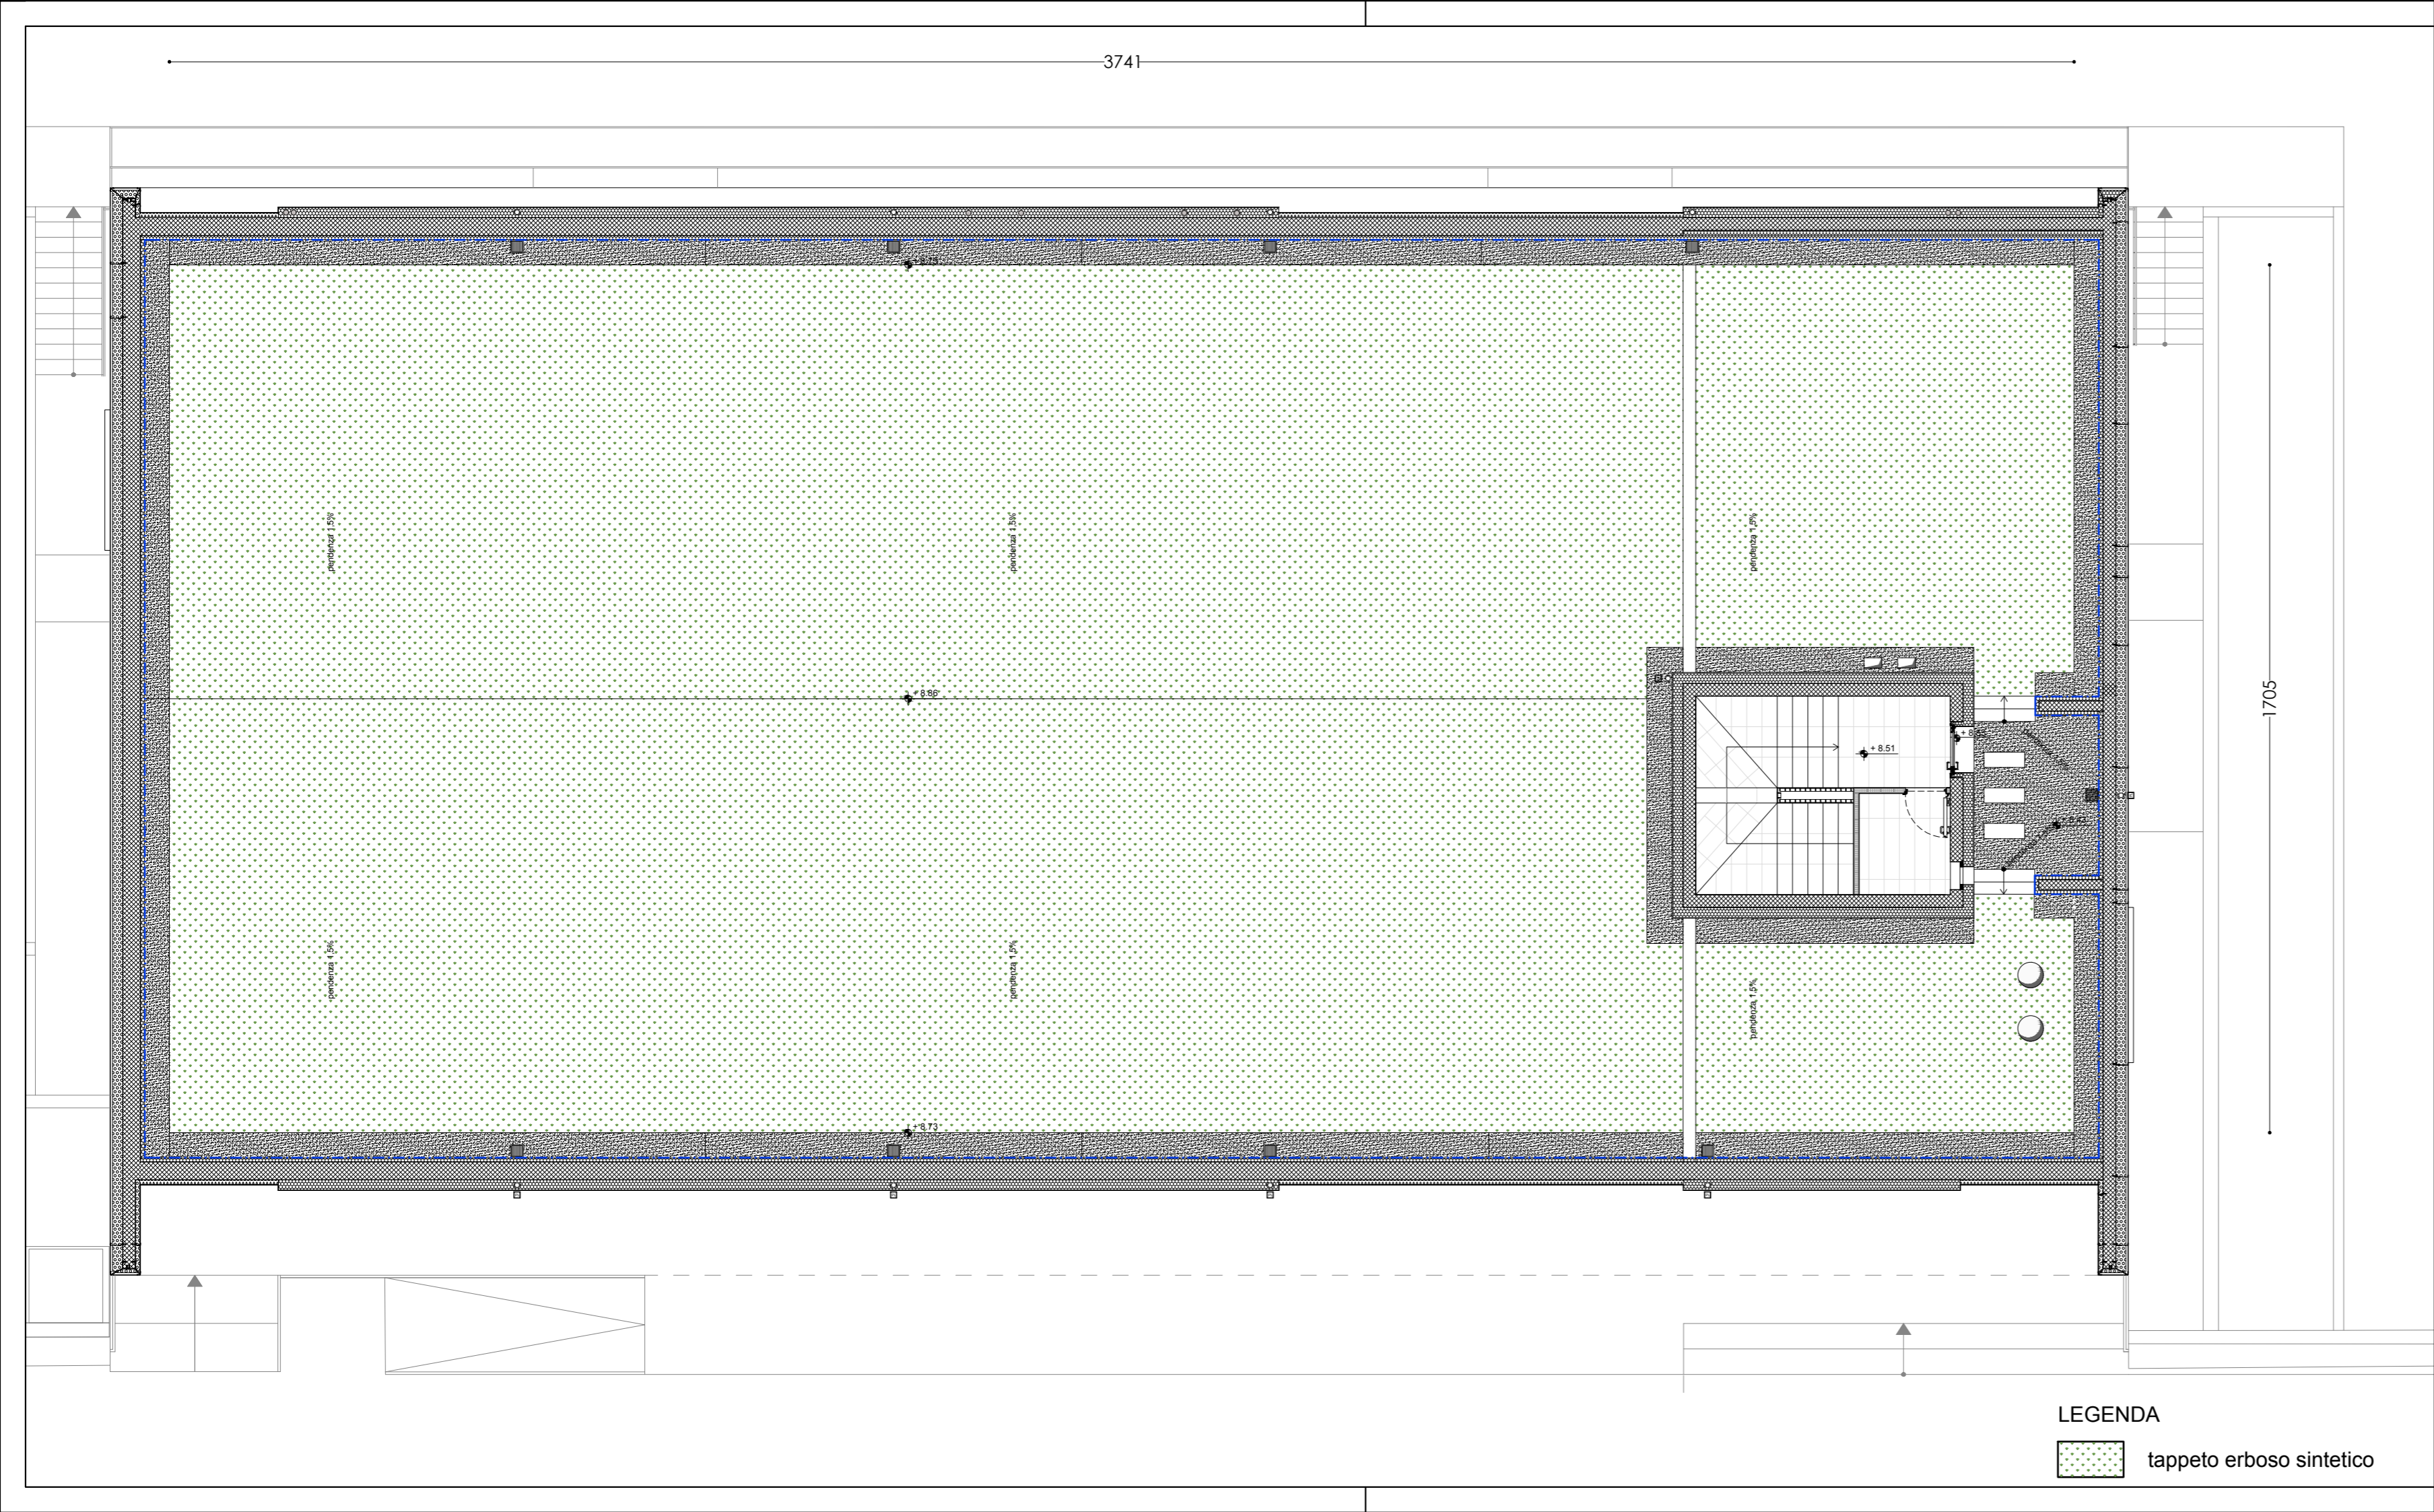 3741
+ 8.73
pendenza 1,5%
pendenza 1,5%
pendenza 1,5%
1705
+ 8.86
+ 8.51
pendenza 1,5%
pendenza 1,5%
pendenza 1,5%
+ 8.73
LEGENDA
tappeto erboso sintetico